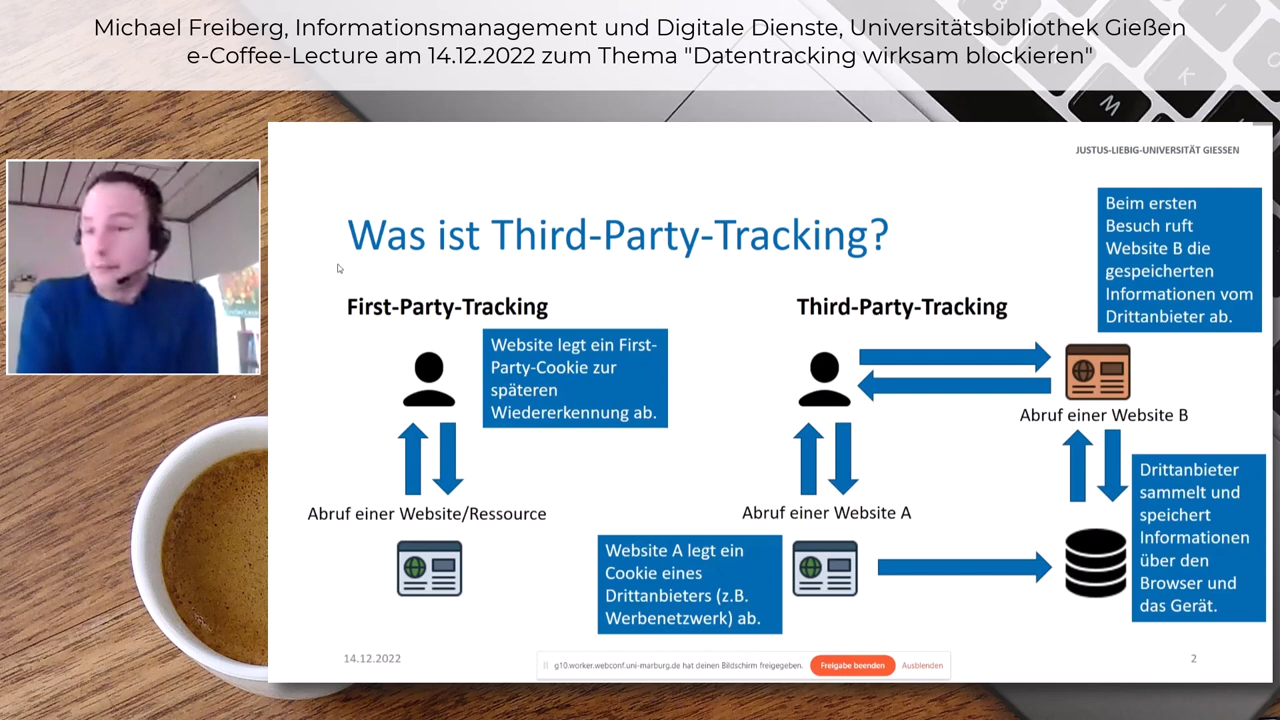 Michael Freiberg, Informationsmanagement und Digitale Dienste, Universitätsbibliothek Gießen
e-Coffee-Lecture am 14.12.2022 zum Thema "Datentracking wirksam blockieren"
JUSTUS-LIEBIG-UNIVERSITÄT GIESSEN
Was ist Third-Party-Tracking?
First-Party-Tracking
Website legt ein First-
Party-Cookie zur
späteren
Wiedererkennung ab.
Abruf einer Website/Ressource
Third-Party-Tracking
Beim ersten
Besuch ruft
Website B die
gespeicherten
Informationen vom
Drittanbieter ab.
Abruf einer Website B
Abruf einer Website A
Website A legt ein
Cookie eines
Drittanbieters (z.B.
Werbenetzwerk) ab.
Drittanbieter
sammelt und
speichert
Informationen
über den
Browser und
das Gerät.
14.12.2022
g10.worker.webconf.uni-marburg.de hat deinen Bildschirm freigegeben.
Freigabe beenden
Ausblenden
2
B
I
K
O
M